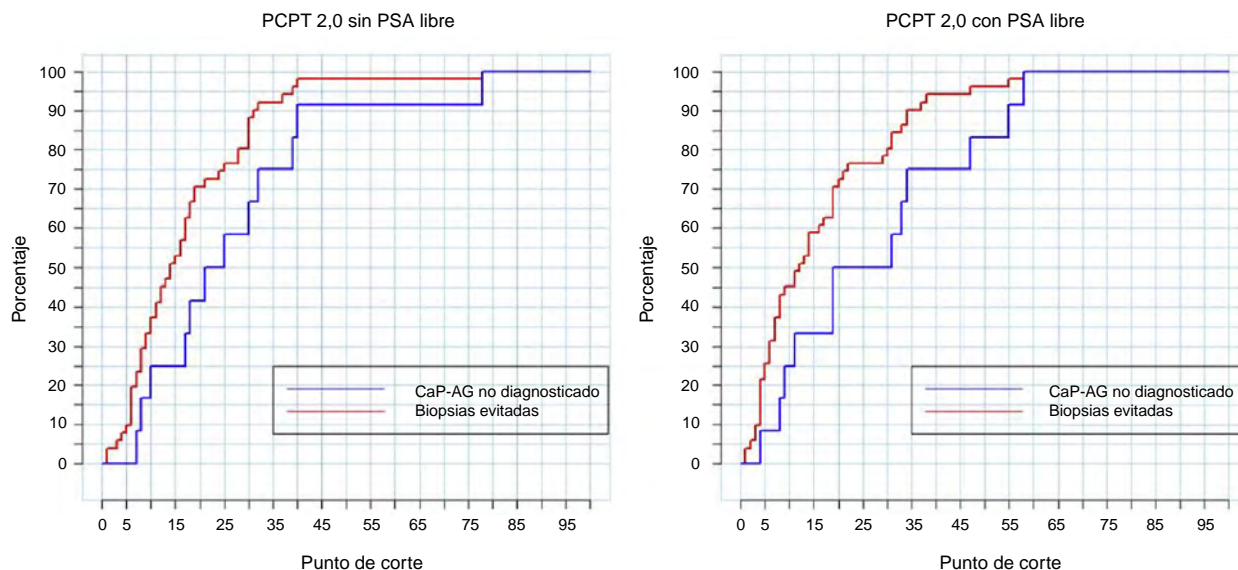 PCPT 2,0 sin PSA libre
Porcentaje
100
90
80
70
60
50
40
30
20
10
0
CaP-AG no diagnosticado
Biopsias evitadas
0 5 15 25 35 45 55 65 75 85 95
Punto de corte
PCPT 2,0 con PSA libre
Porcentaje
100
90
80
70
60
50
40
30
20
10
0
CaP-AG no diagnosticado
Biopsias evitadas
0 5 15 25 35 45 55 65 75 85 95
Punto de corte